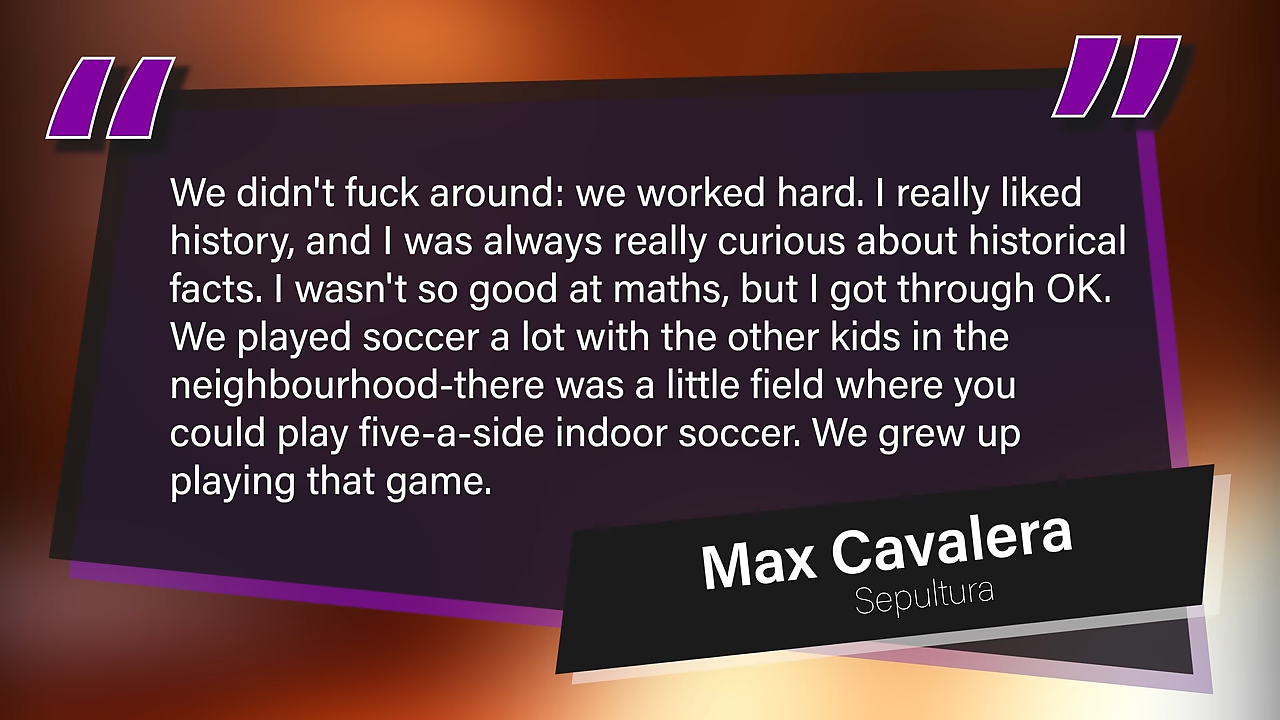 We didn't fuck around: we worked hard. I really liked
history, and I was always really curious about historical
facts. I wasn't so good at maths, but I got through OK.
We played soccer a lot with the other kids in the
neighbourhood-there was a little field where you
could play five-a-side indoor soccer. We grew up
playing that game.
Max Cavalera
Sepultura